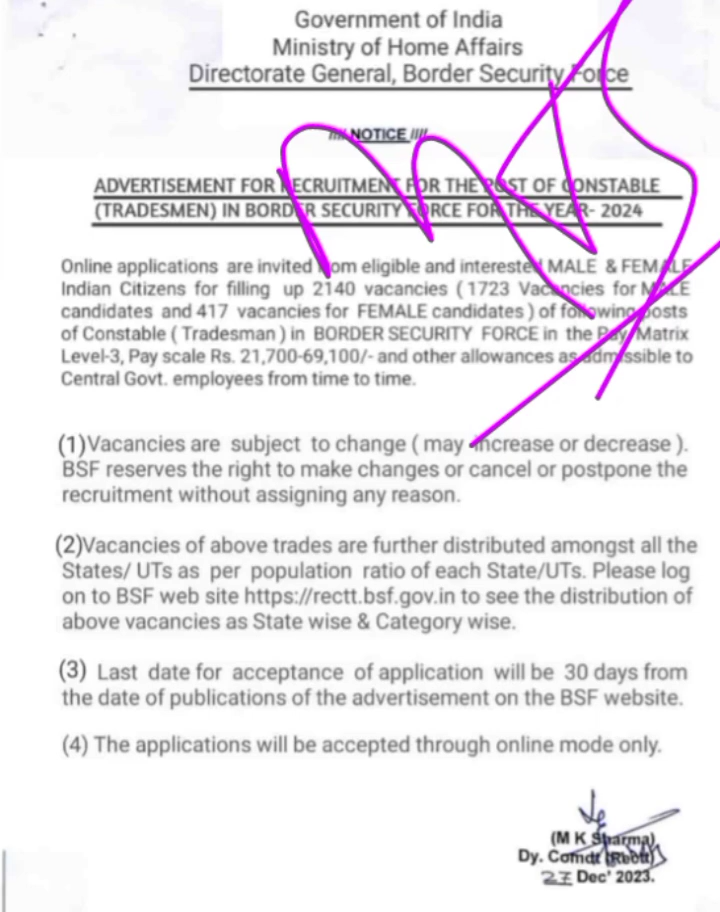 Government of India
Ministry of Home Affairs
Directorate General, Border Security Force
//// NOTICE ////
ADVERTISEMENT FOR RECRUITMENT FOR THE POST OF CONSTABLE
(TRADESMEN) IN BORDER SECURITY FORCE FOR THE YEAR- 2024
Online applications are invited from eligible and interested MALE & FEMALE
Indian Citizens for filling up 2140 vacancies ( 1723 Vacancies for MALE
candidates and 417 vacancies for FEMALE candidates ) of following posts
of Constable ( Tradesman ) in BORDER SECURITY FORCE in the Pay Matrix
Level-3, Pay scale Rs. 21,700-69,100/- and other allowances as admissible to
Central Govt. employees from time to time.
(1)Vacancies are subject to change ( may increase or decrease ).
BSF reserves the right to make changes or cancel or postpone the
recruitment without assigning any reason.
(2)Vacancies of above trades are further distributed amongst all the
States/ UTs as per population ratio of each State/UTs. Please log
on to BSF web site https://rectt.bsf.gov.in to see the distribution of
above vacancies as State wise & Category wise.
(3) Last date for acceptance of application will be 30 days from
the date of publications of the advertisement on the BSF website.
(4) The applications will be accepted through online mode only.
(M K Sharma)
Dy. Comdt (Rectt)
27 Dec' 2023.